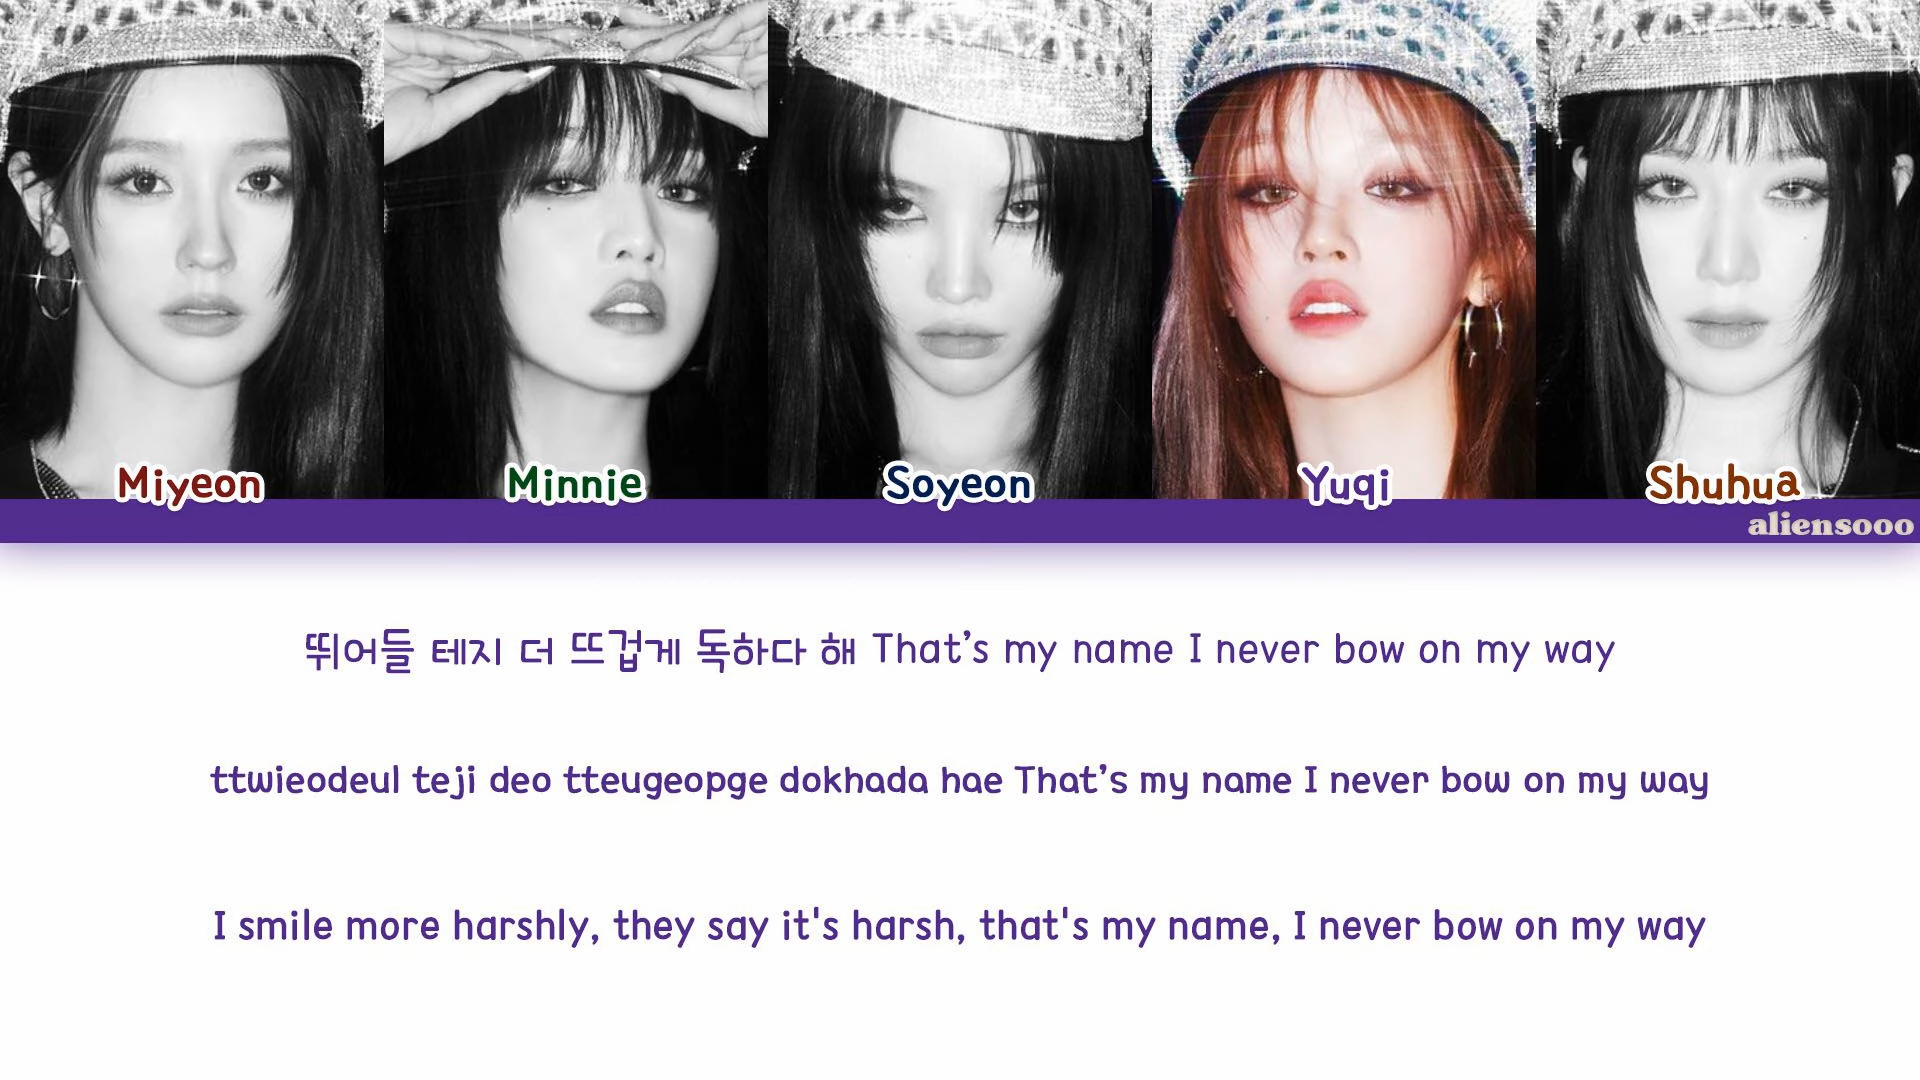 Miyeon
Minnie
Soyeon
Yuqi
Shuhua
aliensooo
뛰어들 테지 더 뜨겁게 독하다 해 That’s my name I never bow on my way
ttwieodeul teji deo tteugeopge dokhada hae That’s my name I never bow on my way
I smile more harshly, they say it's harsh, that's my name, I never bow on my way